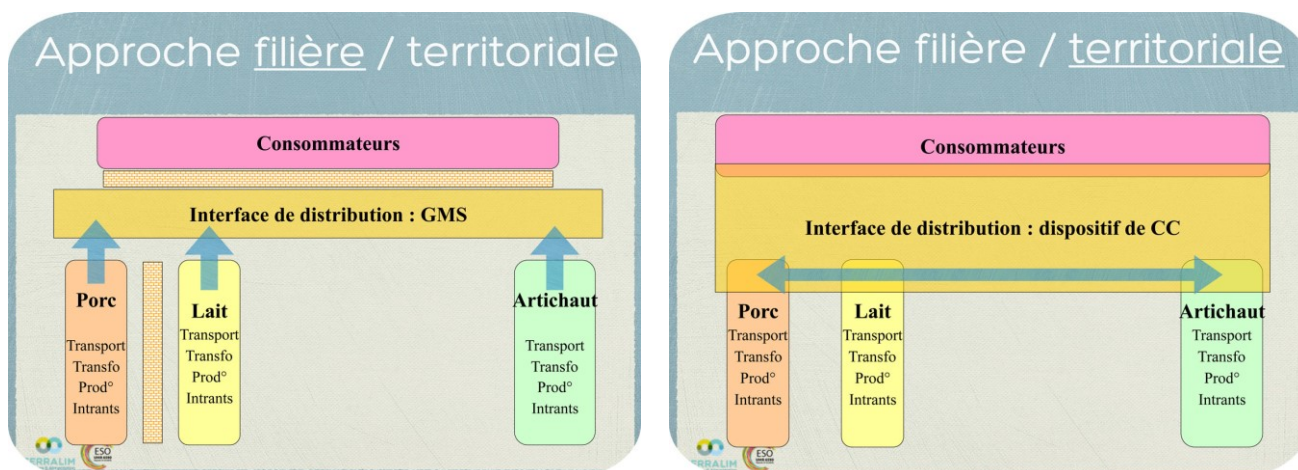 Approche filière / territoriale
Consommateurs
Interface de distribution : GMS
Porc
Transport
Transfo
Prod°
Intrants
Lait
Transport
Transfo
Prod°
Intrants
Artichaut
Transport
Transfo
Prod°
Intrants
ESO
Approche filière / territoriale
Consommateurs
Interface de distribution : dispositif de CC
Porc
Transport
Transfo
Prod°
Intrants
Lait
Transport
Transfo
Prod°
Intrants
Artichaut
Transport
Transfo
Prod°
Intrants
ESO